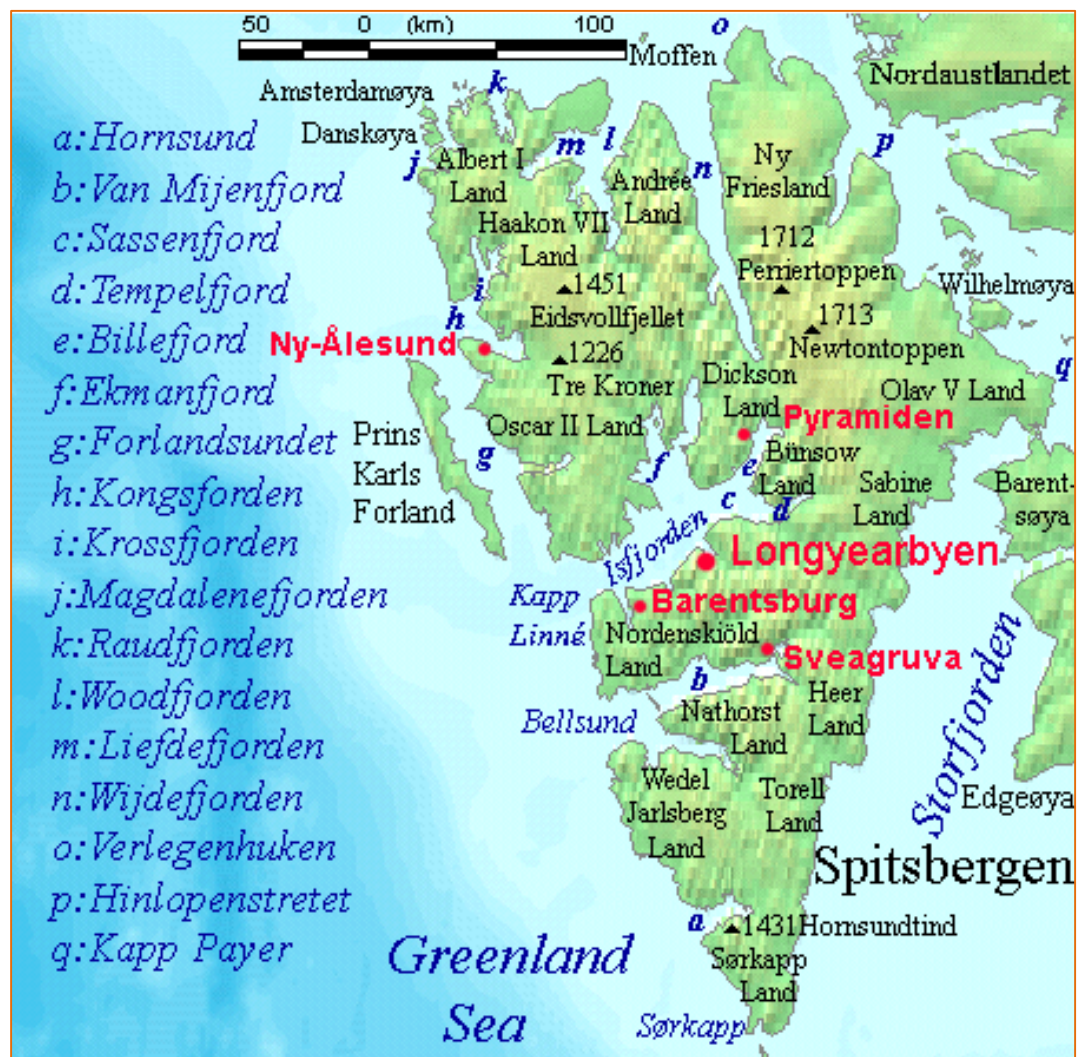 50 0 (km) 100
Moffen
o
Nordaustlandet
Amsterdamøya
k
Danskøya
a:Hornsund
b:Van Mijenfjord
c:Sassenfjord
d:Tempelfjord
e:Billefjord
f:Ekmanfjord
g:Forlandsundet
h:Kongsforden
i:Krossfjorden
j:Magdalenefjorden
k:Raudfjorden
l:Woodfjorden
m:Liefdefjorden
n:Wijdefjorden
o:Verlegenhuken
p:Hinlopenstretet
q:Kapp Payer
j
Albert I
Land
m
l
n
p
Andrée
Land
Ny
Friesland
Haakon VII
Land
1712
Perriertoppen
i
1451
Eidsvollfjellet
Wilhelmøya
h
Ny-Ålesund
1713
Newtontoppen
1226
Tre Kroner
q
Dickson
Land
Olav V Land
Pyramiden
Prins
Karls
Forland
g
Oscar II Land
f
e
Bünsow
Land
Sabine
Land
Barent-
søya
c
d
Isfjorden
Longyearbyen
Kapp
Linné
Barentsburg
Nordenskiöld
Land
Sveagruva
b
Bellsund
Nathorst
Land
Heer
Land
Storfjorden
Wedel
Jarlsberg
Land
Torell
Land
Edgeøya
Spitsbergen
a
1431Hornsundtind
Sørkapp
Land
Greenland
Sea
Sørkapp